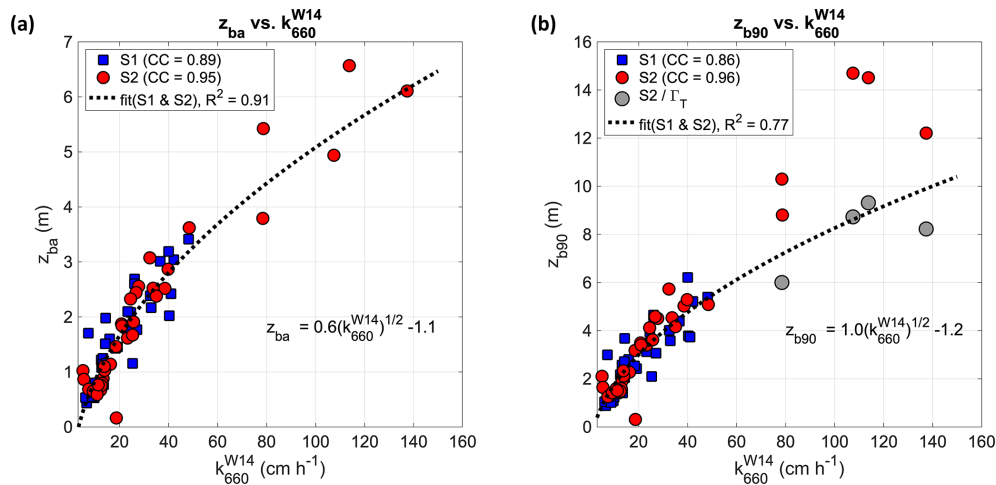 (a)
z_ba vs. k_660^W14
7
6
5
4
3
2
1
0
z_ba (m)
S1 (CC = 0.89)
S2 (CC = 0.95)
fit(S1 & S2), R^2 = 0.91
z_ba = 0.6(k_660^W14)^1/2 -1.1
20 40 60 80 100 120 140 160
k_660^W14 (cm h^-1)
(b)
z_b90 vs. k_660^W14
16
14
12
10
8
6
4
2
0
z_b90 (m)
S1 (CC = 0.86)
S2 (CC = 0.96)
S2 / Γ_T
fit(S1 & S2), R^2 = 0.77
z_b90 = 1.0(k_660^W14)^1/2 -1.2
20 40 60 80 100 120 140 160
k_660^W14 (cm h^-1)